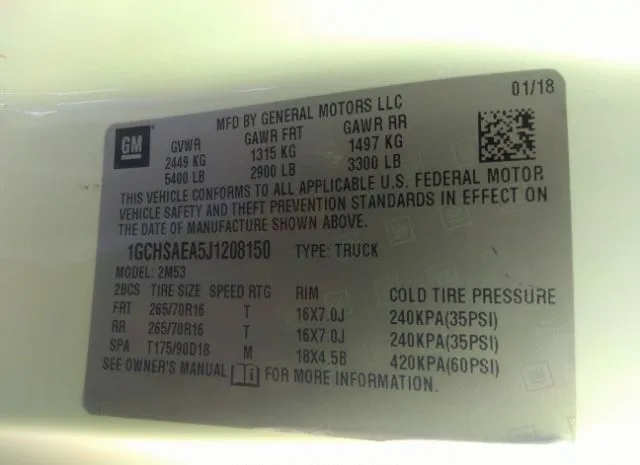 01/18
MFD BY GENERAL MOTORS LLC
GM
GVWR GAWR FRT GAWR RR
2449 KG 1315 KG 1497 KG
5400 LB 2900 LB 3300 LB
THIS VEHICLE CONFORMS TO ALL APPLICABLE U.S. FEDERAL MOTOR
VEHICLE SAFETY AND THEFT PREVENTION STANDARDS IN EFFECT ON
THE DATE OF MANUFACTURE SHOWN ABOVE.
1GCHSAEA5J1208150 TYPE: TRUCK
MODEL: 2M53
2BCS TIRE SIZE SPEED RTG RIM COLD TIRE PRESSURE
FRT 265/70R16 T 16X7.0J 240KPA(35PSI)
RR 265/70R16 T 16X7.0J 240KPA(35PSI)
SPA T175/90D18 M 18X4.5B 420KPA(60PSI)
SEE OWNER'S MANUAL FOR MORE INFORMATION.